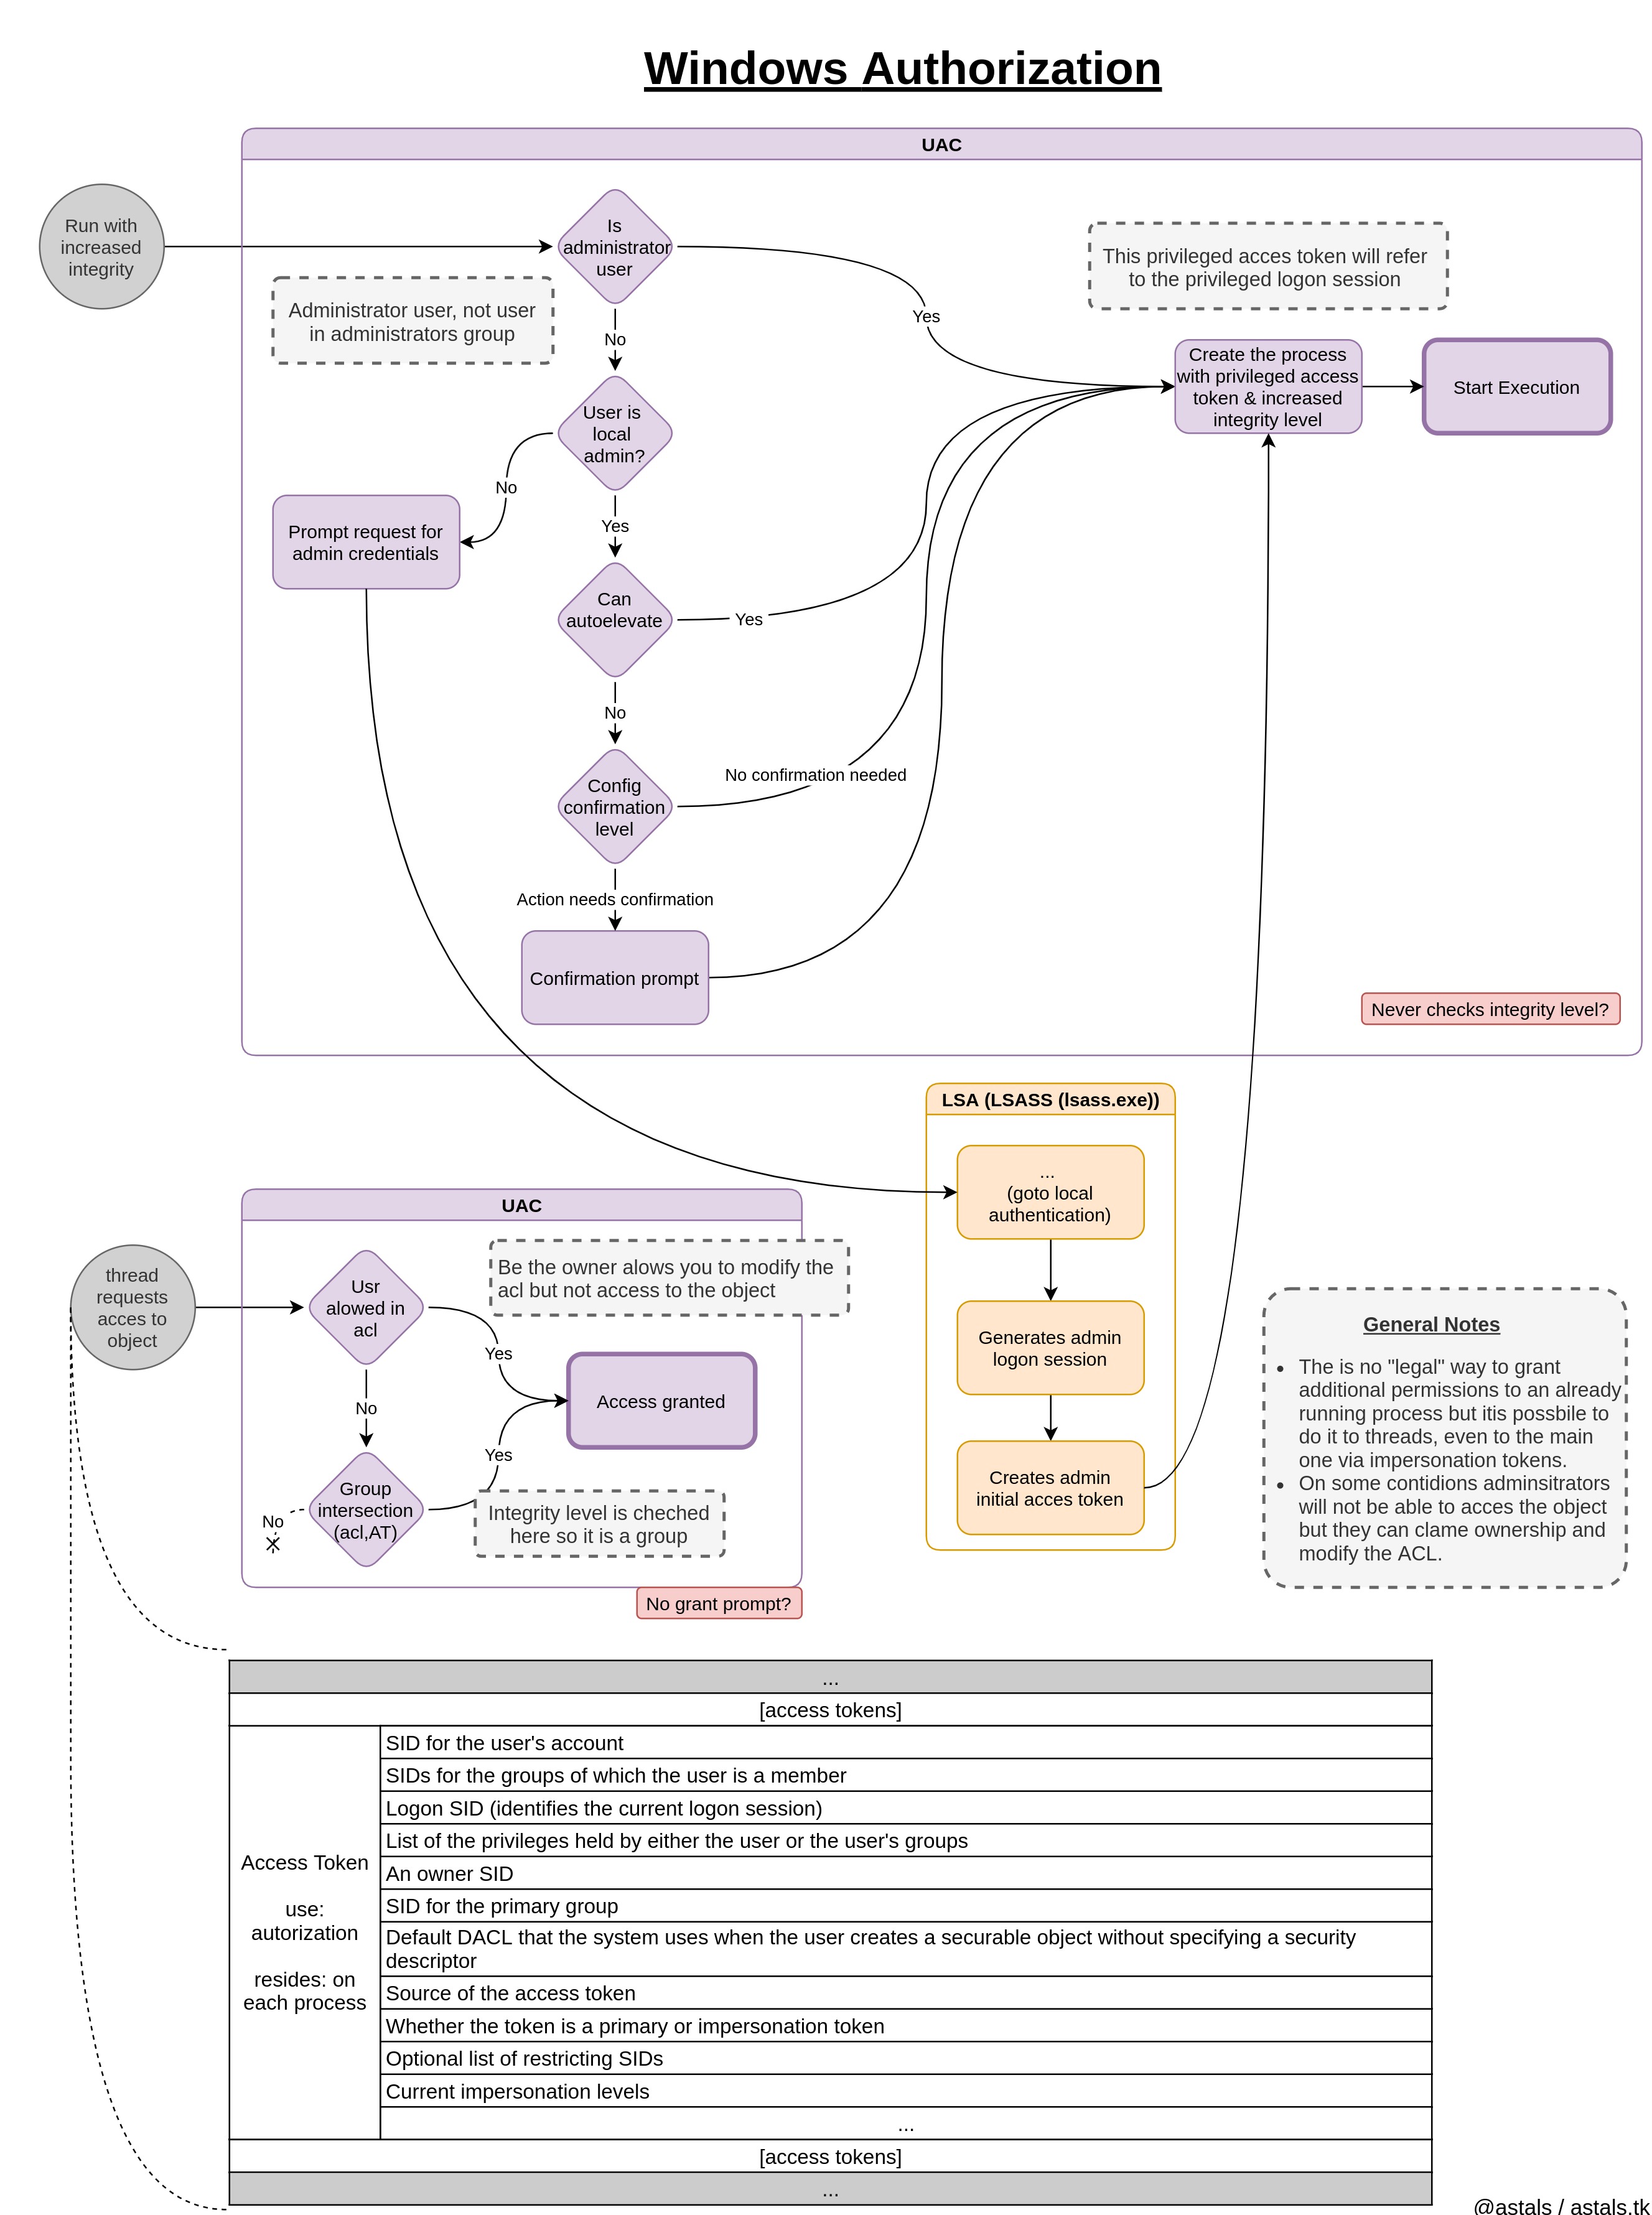 Windows Authorization
UAC
Run with
increased
integrity
Is
administrator
user
This privileged acces token will refer
to the privileged logon session
Administrator user, not user
in administrators group
Yes
No
Create the process
with privileged access
token & increased
integrity level
Start Execution
User is
local
admin?
No
Yes
Prompt request for
admin credentials
Can
autoelevate
Yes
No
Config
confirmation
level
No confirmation needed
Action needs confirmation
Confirmation prompt
Never checks integrity level?
LSA (LSASS (lsass.exe))
...
(goto local
authentication)
Generates admin
logon session
Creates admin
initial acces token
UAC
thread
requests
acces to
object
Usr
alowed in
acl
Be the owner alows you to modify the
acl but not access to the object
Yes
Access granted
No
Yes
Group
intersection
(acl,AT)
No
Integrity level is cheched
here so it is a group
No grant prompt?
General Notes
• The is no "legal" way to grant
additional permissions to an already
running process but itis possbile to
do it to threads, even to the main
one via impersonation tokens.
• On some contidions adminsitrators
will not be able to acces the object
but they can clame ownership and
modify the ACL.
...
[access tokens]
Access Token
use:
autorization
resides: on
each process
SID for the user's account
SIDs for the groups of which the user is a member
Logon SID (identifies the current logon session)
List of the privileges held by either the user or the user's groups
An owner SID
SID for the primary group
Default DACL that the system uses when the user creates a securable object without specifying a security
descriptor
Source of the access token
Whether the token is a primary or impersonation token
Optional list of restricting SIDs
Current impersonation levels
...
[access tokens]
...
@astals / astals.tk